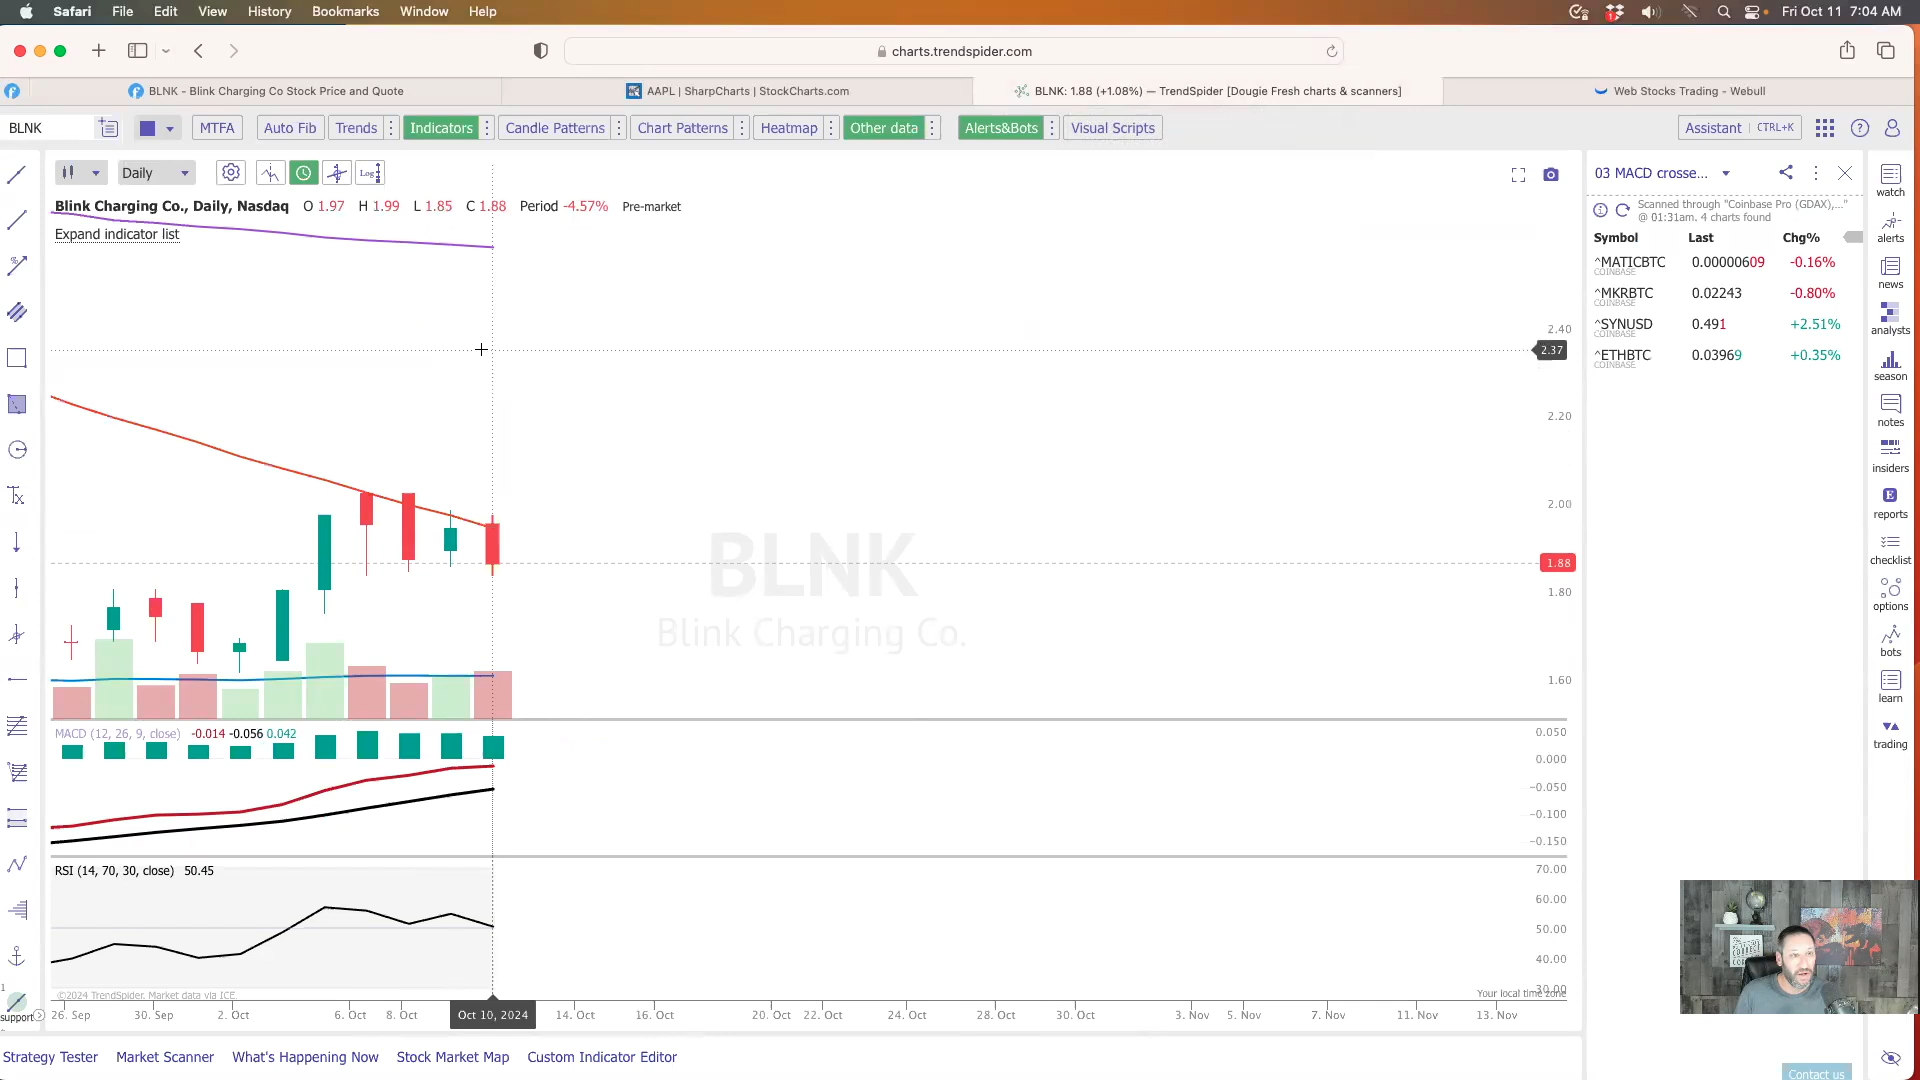 Safari File Edit View History Bookmarks Window Help Fri Oct 11 7:04 AM
charts.trendspider.com
BLNK - Blink Charging Co Stock Price and Quote
AAPL | SharpCharts | StockCharts.com
BLNK: 1.88 (+1.08%) — TrendSpider [Dougie Fresh charts & scanners]
Web Stocks Trading - Webull
BLNK MTFA Auto Fib Trends Indicators Candle Patterns Chart Patterns Heatmap Other data Alerts&Bots Visual Scripts Assistant CTRL+K
Daily Log
Blink Charging Co., Daily, Nasdaq O 1.97 H 1.99 L 1.85 C 1.88 Period -4.57% Pre-market
Expand indicator list
2.40
2.37
2.20
2.00
1.88
1.80
1.60
BLNK
Blink Charging Co.
MACD (12, 26, 9, close) -0.014 -0.056 0.042
0.050
0.000
-0.050
-0.100
-0.150
RSI (14, 70, 30, close) 50.45
70.00
60.00
50.00
40.00
30.00
©2024 TrendSpider. Market data via ICE.
Your local time zone
26. Sep 30. Sep 2. Oct 6. Oct 8. Oct Oct 10, 2024 14. Oct 16. Oct 20. Oct 22. Oct 24. Oct 28. Oct 30. Oct 3. Nov 5. Nov 7. Nov 11. Nov 13. Nov
1
support
Strategy Tester Market Scanner What's Happening Now Stock Market Map Custom Indicator Editor
03 MACD crosse...
Scanned through "Coinbase Pro (GDAX),..."
@ 01:31am. 4 charts found
Symbol Last Chg%
^MATICBTC 0.00000609 -0.16%
COINBASE
^MKRBTC 0.02243 -0.80%
COINBASE
^SYNUSD 0.491 +2.51%
COINBASE
^ETHBTC 0.03969 +0.35%
COINBASE
watch
alerts
news
analysts
season
notes
insiders
E
reports
checklist
options
bots
learn
trading
Contact us